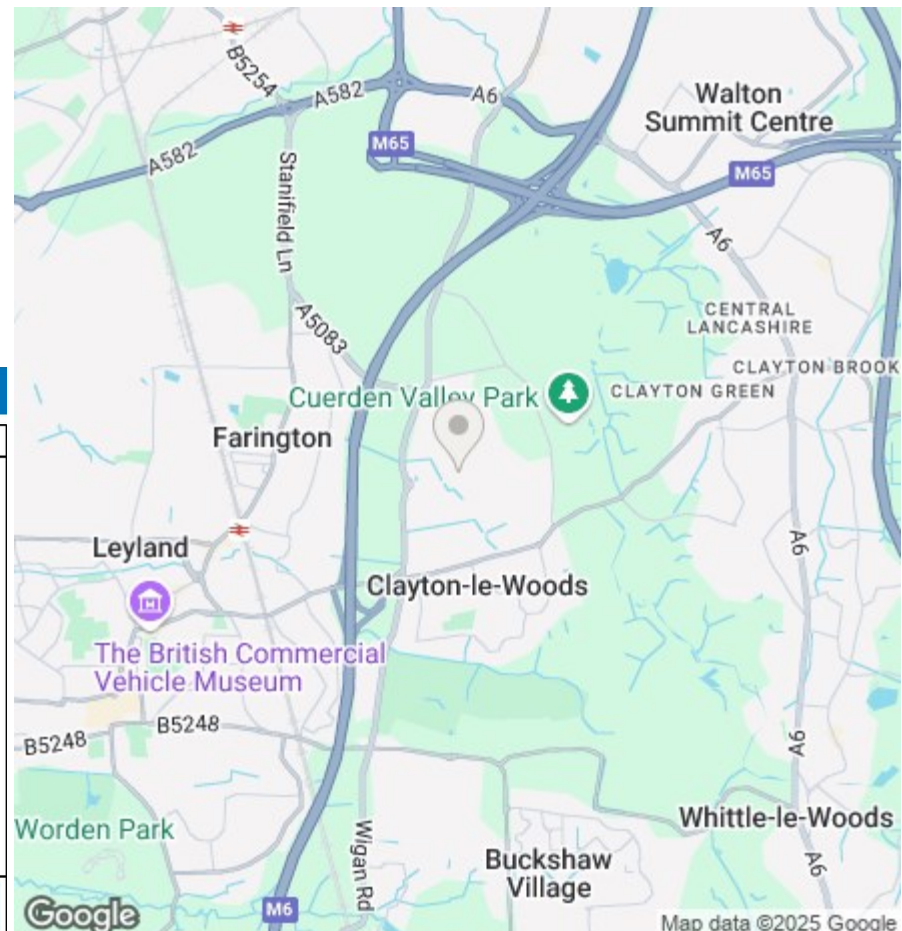 B5254
A582
A6
Walton
Summit Centre
M65
A582
M65
Stanifield Ln
A6
A5083
CENTRAL
LANCASHIRE
CLAYTON BROOK
Cuerden Valley Park
CLAYTON GREEN
Farington
Leyland
A6
Clayton-le-Woods
The British Commercial
Vehicle Museum
B5248
B5248
A6
Worden Park
Wigan Rd
Whittle-le-Woods
Buckshaw
Village
A6
Google
M6
Map data ©2025 Google